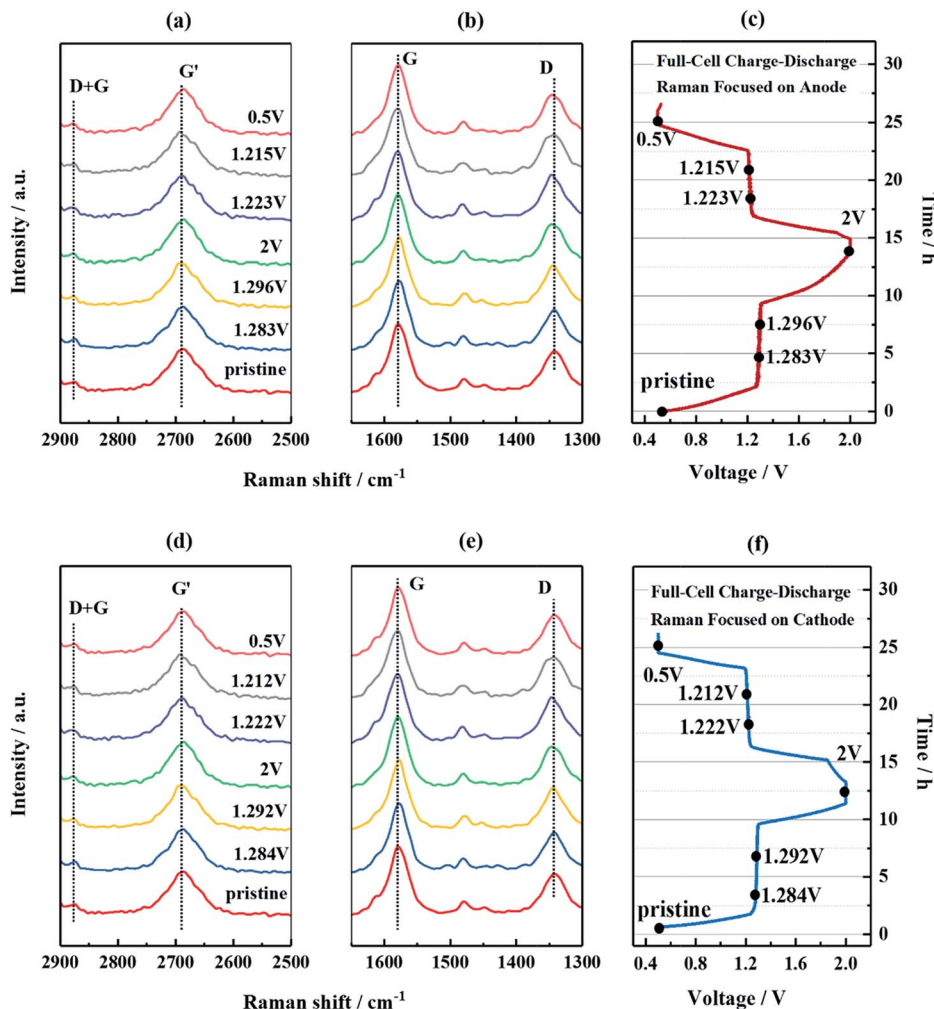 (a)
(b)
(c)
D+G
G'
G
D
0.5V
1.215V
1.223V
2V
1.296V
1.283V
pristine
Intensity / a.u.
2900 2800 2700 2600 2500
1600 1500 1400 1300
Raman shift / cm-1
Full-Cell Charge-Discharge
Raman Focused on Anode
0.5V
1.215V
1.223V
2V
1.296V
1.283V
pristine
30
25
20
15
10
5
0
Time / h
0.4 0.8 1.2 1.6 2.0
Voltage / V
(d)
(e)
(f)
D+G
G'
G
D
0.5V
1.212V
1.222V
2V
1.292V
1.284V
pristine
Intensity / a.u.
2900 2800 2700 2600 2500
1600 1500 1400 1300
Raman shift / cm-1
Full-Cell Charge-Discharge
Raman Focused on Cathode
0.5V
1.212V
1.222V
2V
1.292V
1.284V
pristine
30
25
20
15
10
5
0
Time / h
0.4 0.8 1.2 1.6 2.0
Voltage / V